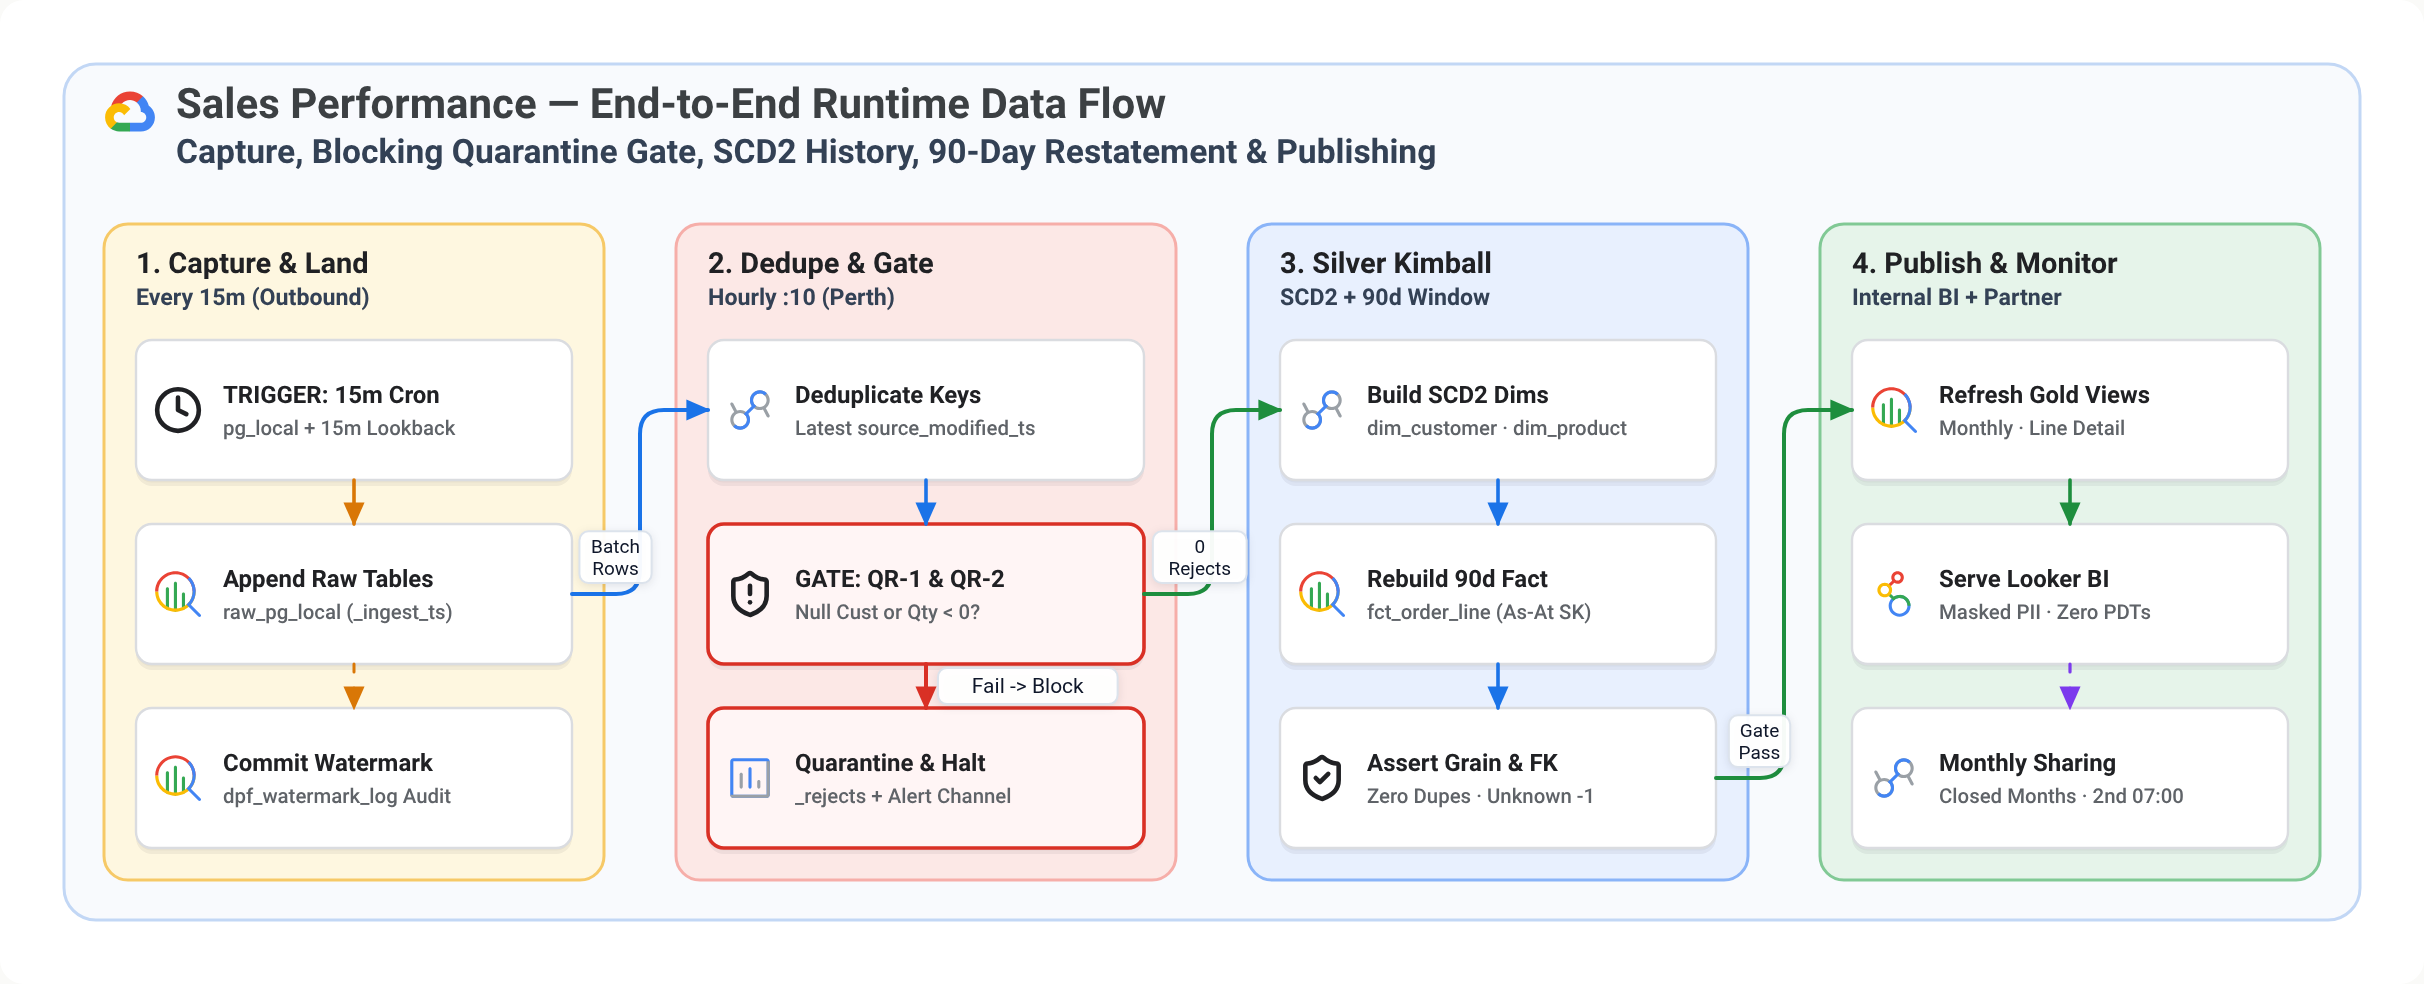 Sales Performance — End-to-End Runtime Data Flow
Capture, Blocking Quarantine Gate, SCD2 History, 90-Day Restatement & Publishing
1. Capture & Land
Every 15m (Outbound)
TRIGGER: 15m Cron
pg_local + 15m Lookback
Append Raw Tables
raw_pg_local (_ingest_ts)
Commit Watermark
dpf_watermark_log Audit
Batch
Rows
2. Dedupe & Gate
Hourly :10 (Perth)
Deduplicate Keys
Latest source_modified_ts
GATE: QR-1 & QR-2
Null Cust or Qty < 0?
Fail -> Block
Quarantine & Halt
_rejects + Alert Channel
0
Rejects
3. Silver Kimball
SCD2 + 90d Window
Build SCD2 Dims
dim_customer · dim_product
Rebuild 90d Fact
fct_order_line (As-At SK)
Assert Grain & FK
Zero Dupes · Unknown -1
Gate
Pass
4. Publish & Monitor
Internal BI + Partner
Refresh Gold Views
Monthly · Line Detail
Serve Looker BI
Masked PII · Zero PDTs
Monthly Sharing
Closed Months · 2nd 07:00